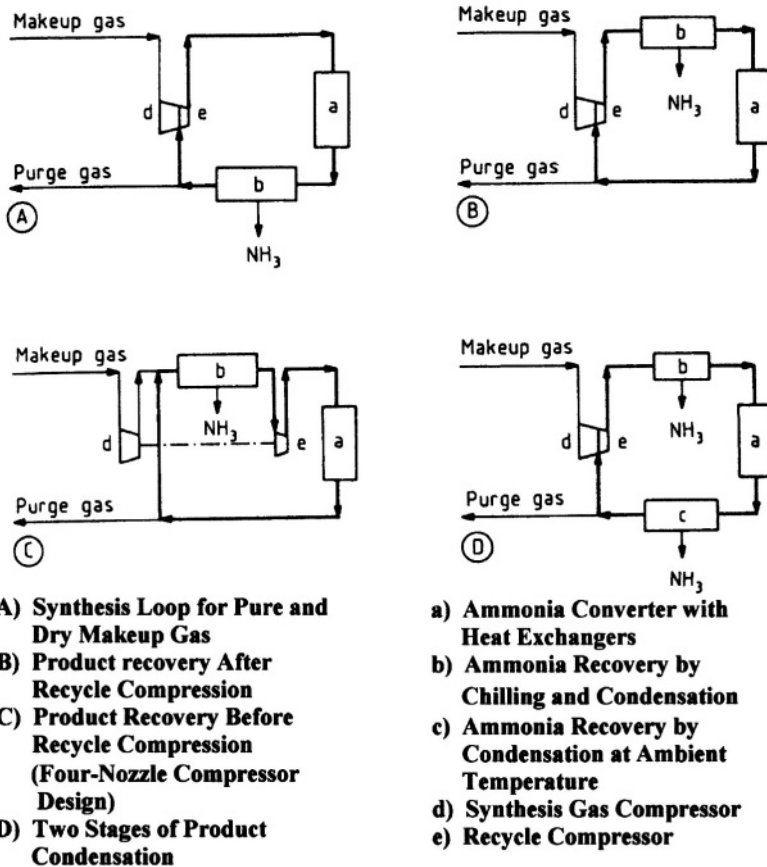 Makeup gas
d
e
a
Purge gas
b
A
NH3
Makeup gas
b
d
e
NH3
a
Purge gas
B
Makeup gas
b
d
NH3
e
a
Purge gas
C
Makeup gas
b
d
e
NH3
a
Purge gas
c
D
NH3
A) Synthesis Loop for Pure and
Dry Makeup Gas
B) Product recovery After
Recycle Compression
C) Product Recovery Before
Recycle Compression
(Four-Nozzle Compressor
Design)
D) Two Stages of Product
Condensation
a) Ammonia Converter with
Heat Exchangers
b) Ammonia Recovery by
Chilling and Condensation
c) Ammonia Recovery by
Condensation at Ambient
Temperature
d) Synthesis Gas Compressor
e) Recycle Compressor